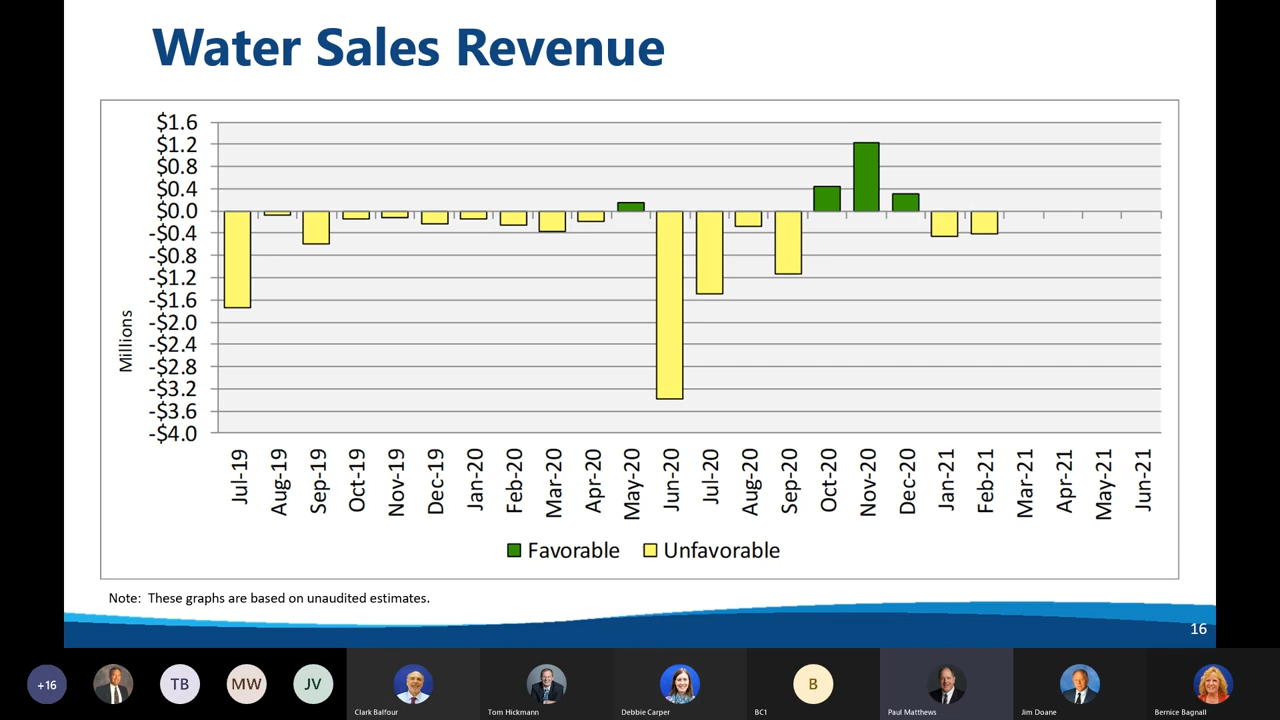 Water Sales Revenue
$1.6
$1.2
$0.8
$0.4
$0.0
-$0.4
-$0.8
-$1.2
-$1.6
-$2.0
-$2.4
-$2.8
-$3.2
-$3.6
-$4.0
Millions
Jul-19
Aug-19
Sep-19
Oct-19
Nov-19
Dec-19
Jan-20
Feb-20
Mar-20
Apr-20
May-20
Jun-20
Jul-20
Aug-20
Sep-20
Oct-20
Nov-20
Dec-20
Jan-21
Feb-21
Mar-21
Apr-21
May-21
Jun-21
Favorable Unfavorable
Note: These graphs are based on unaudited estimates.
16
+16 TB MW JV B
Clark Balfour Tom Hickmann Debbie Carper BC1 Paul Matthews Jim Doane Bernice Bagnall